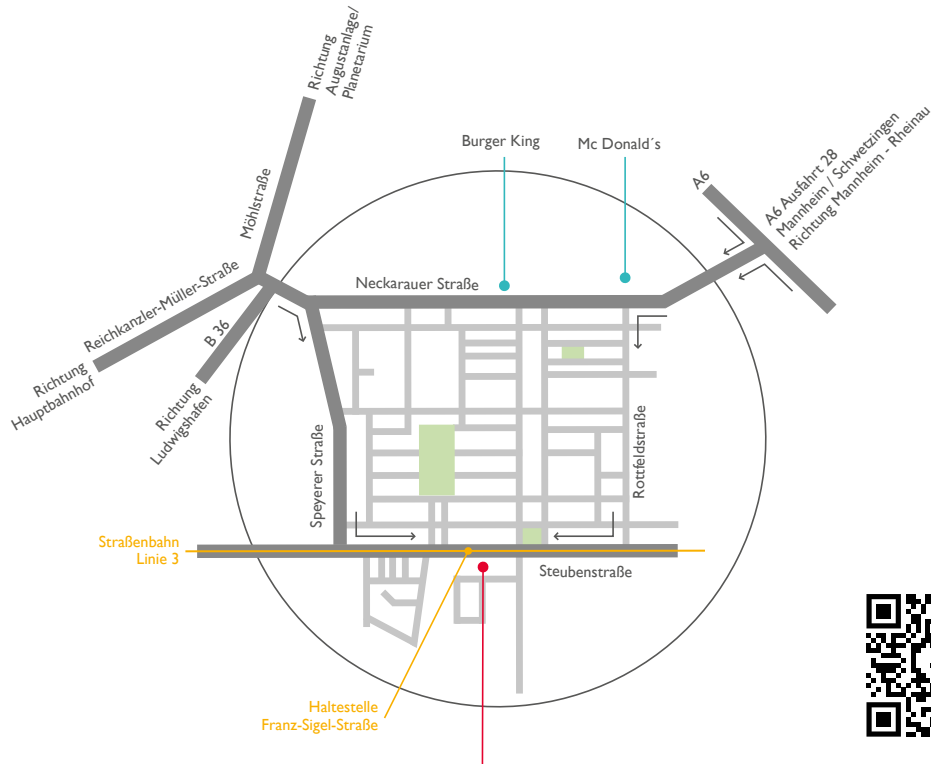 Richtung
Augustanlage/
Planetarium
Möhlstraße
Burger King
Mc Donald´s
A6
A6 Ausfahrt 28
Mannheim / Schwetzingen
Richtung Mannheim - Rheinau
Neckarauer Straße
Reichkanzler-Müller-Straße
B 36
Richtung
Hauptbahnhof
Richtung
Ludwigshafen
Speyerer Straße
Rottfeldstraße
Straßenbahn
Linie 3
Steubenstraße
Haltestelle
Franz-Sigel-Straße